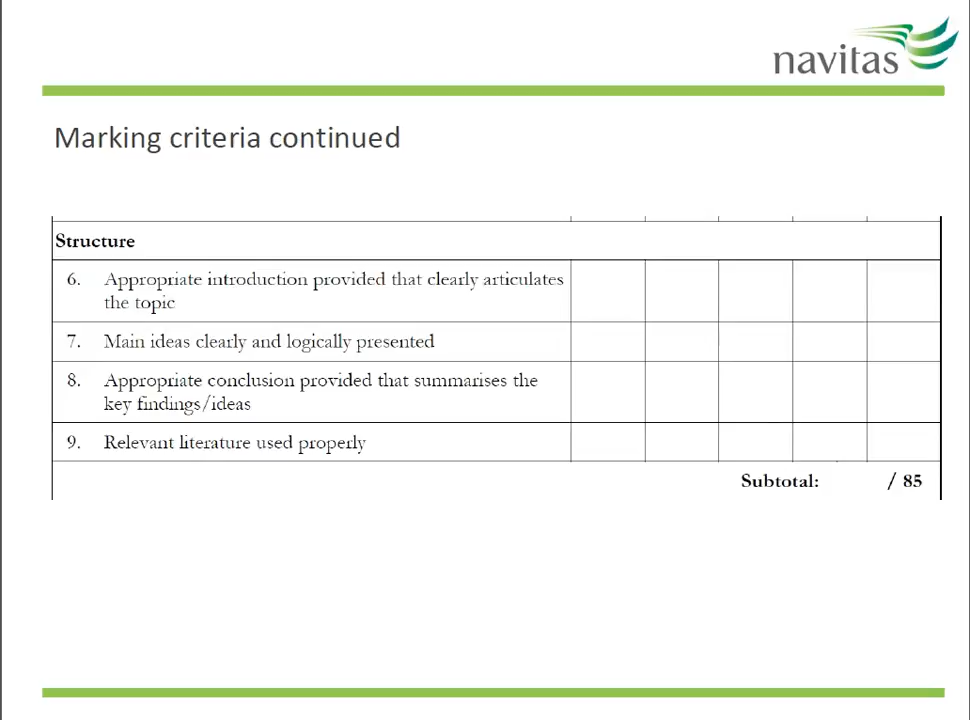 navitas
Marking criteria continued
Structure
6. Appropriate introduction provided that clearly articulates
the topic
7. Main ideas clearly and logically presented
8. Appropriate conclusion provided that summarises the
key findings/ideas
9. Relevant literature used properly
Subtotal: / 85